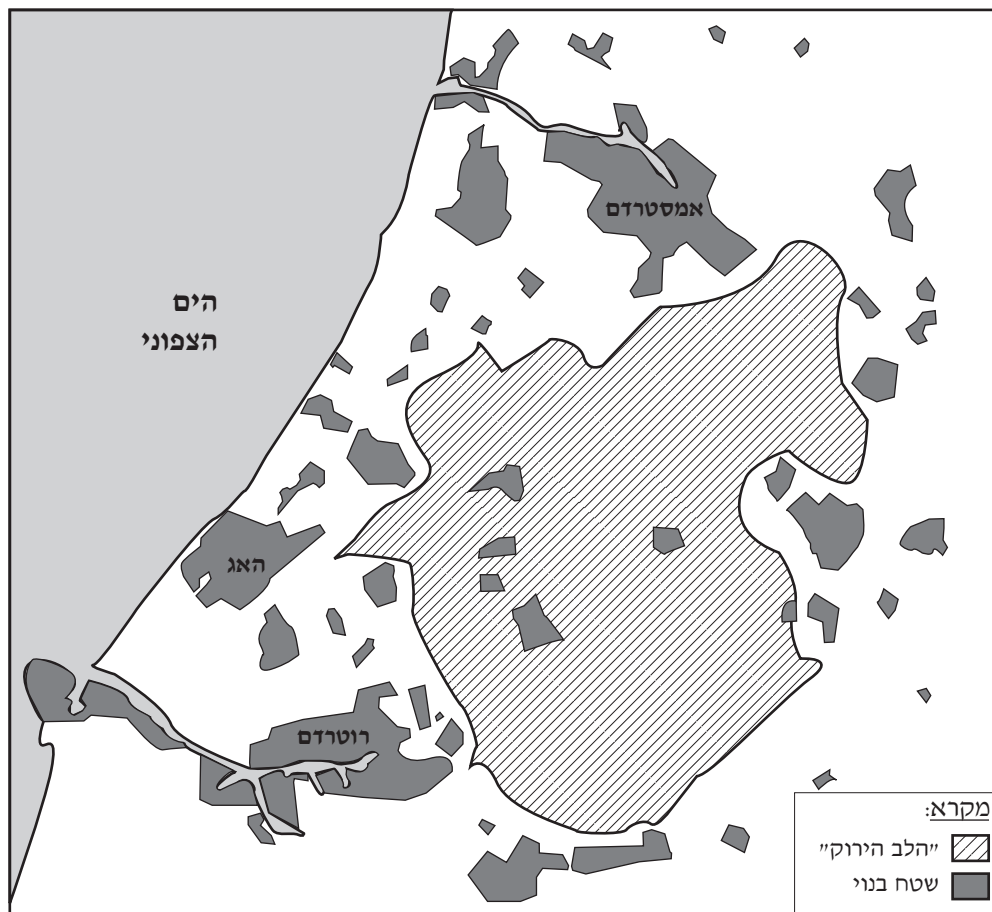 אמסטרדם
הים
הצפוני
האג
רוטרדם
מקרא:
"הלב הירוק"
שטח בנוי